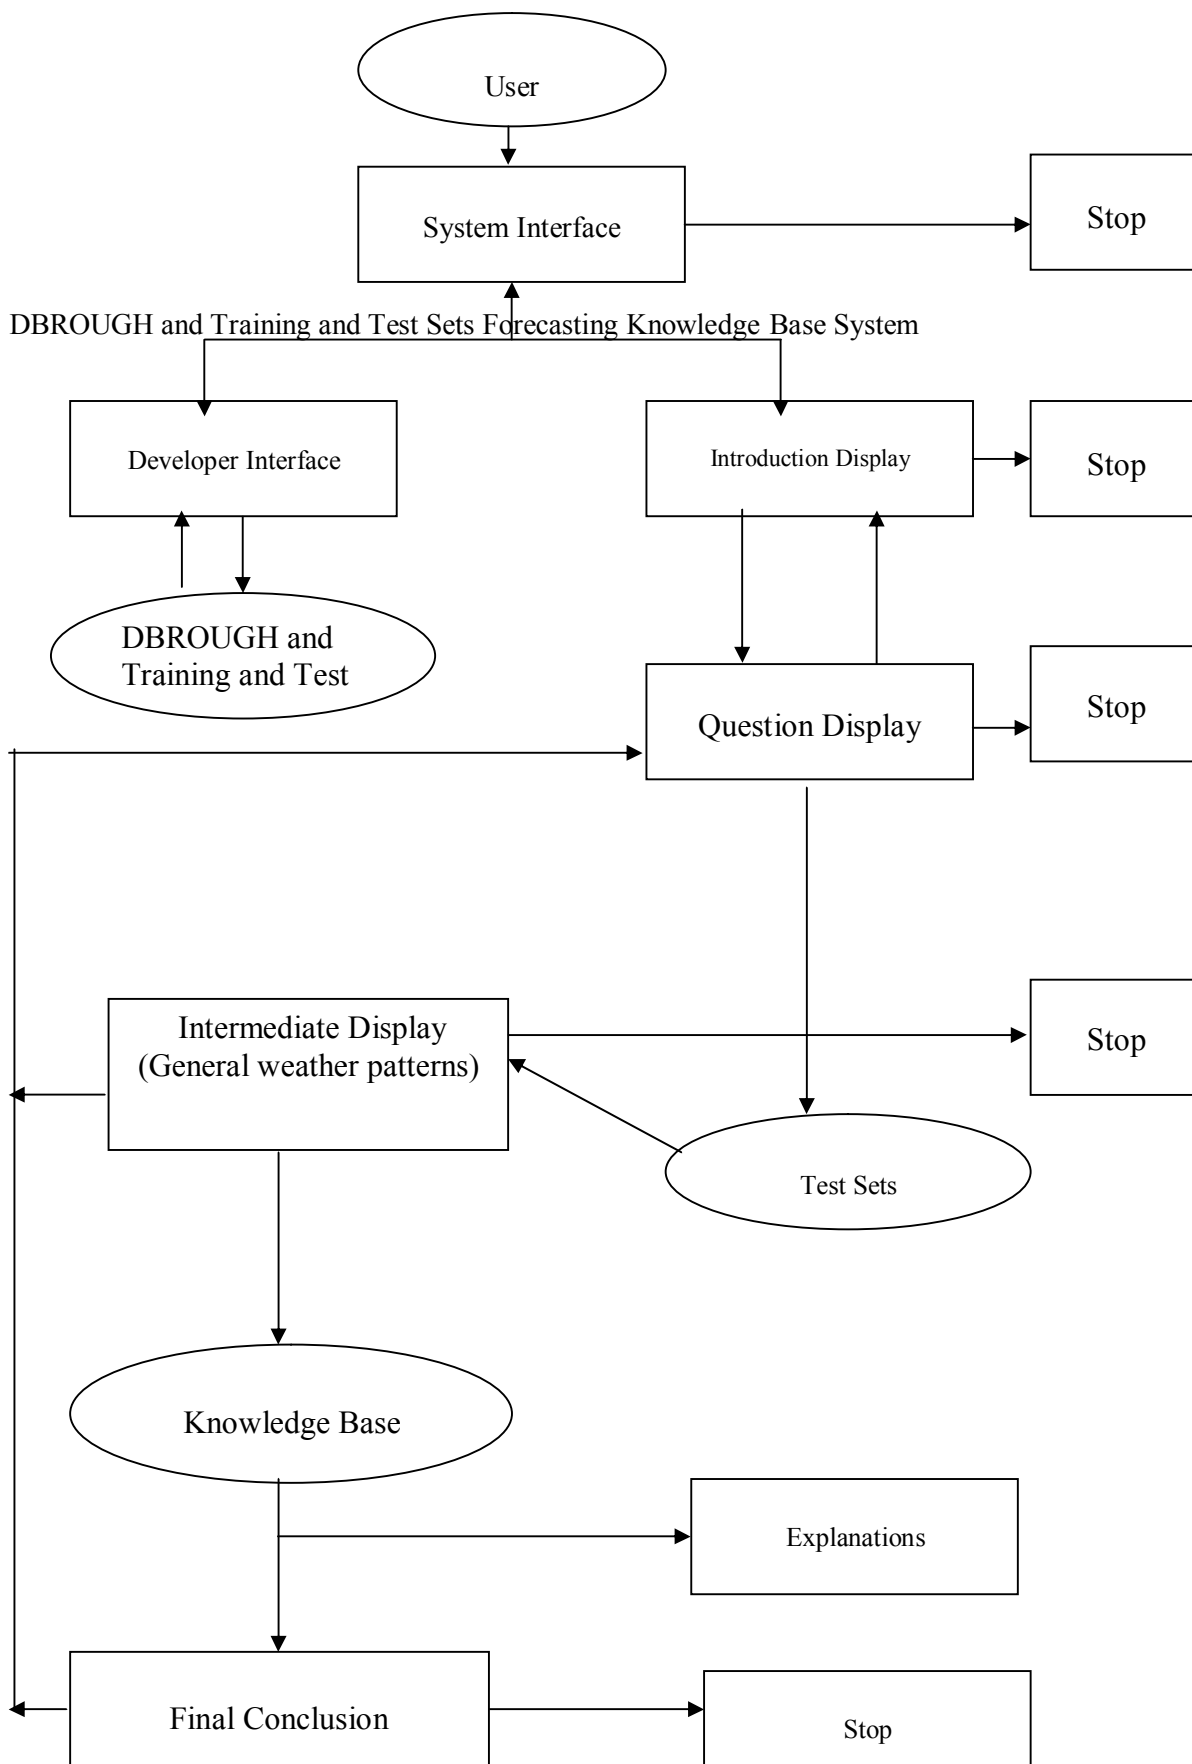 User
System Interface
Stop
DBROUGH and Training and Test Sets Forecasting Knowledge Base System
Developer Interface
Introduction Display
Stop
DBROUGH and
Training and Test
Question Display
Stop
Intermediate Display
(General weather patterns)
Stop
Test Sets
Knowledge Base
Explanations
Final Conclusion
Stop